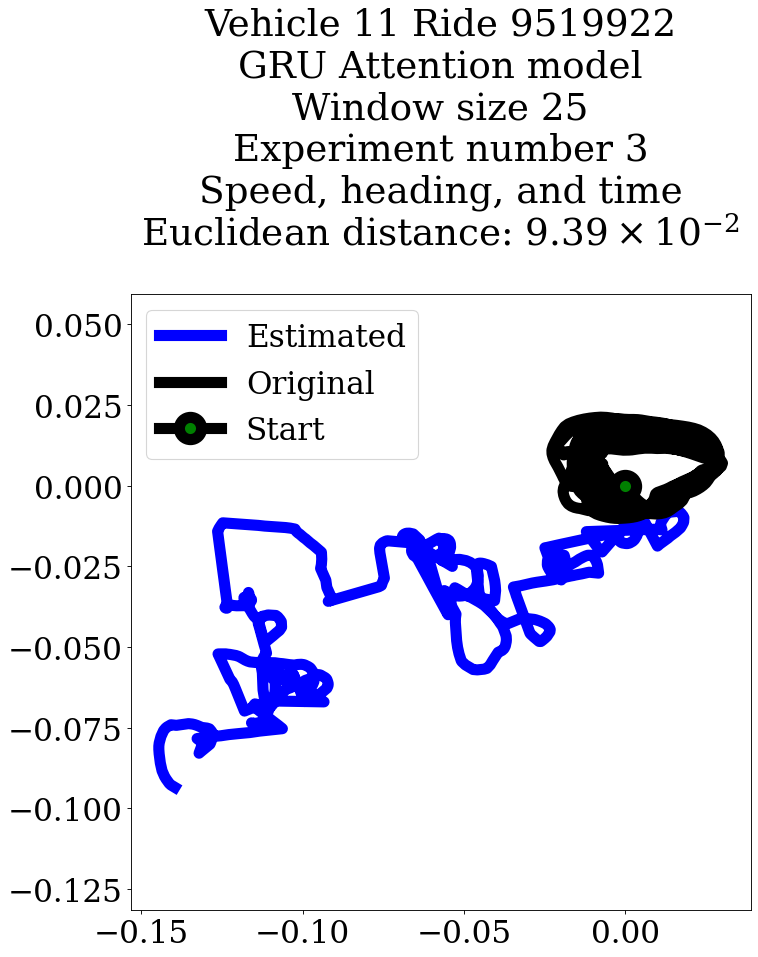 Vehicle 11 Ride 9519922
GRU Attention model
Window size 25
Experiment number 3
Speed, heading, and time
Euclidean distance: 9.39 × 10⁻²
0.050
0.025
0.000
−0.025
−0.050
−0.075
−0.100
−0.125
Estimated
Original
Start
−0.15 −0.10 −0.05 0.00